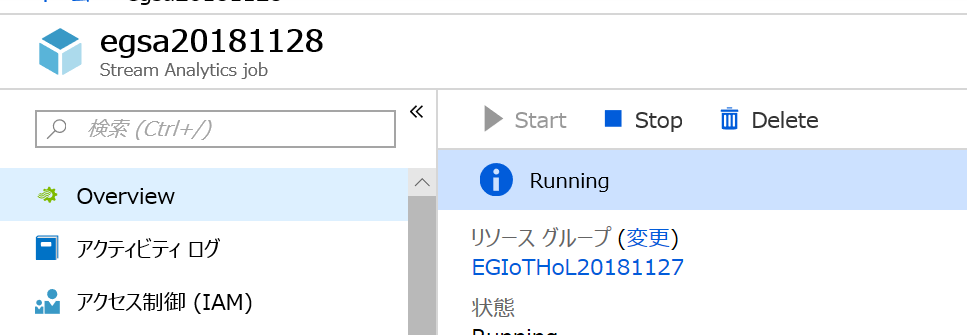 egsa20181128
egsa20181128
Stream Analytics job
検索 (Ctrl+/)
«
Start Stop Delete
Running
Overview
アクティビティ ログ
アクセス制御 (IAM)
リソース グループ (変更)
EGIoTHoL20181127
状態
Running